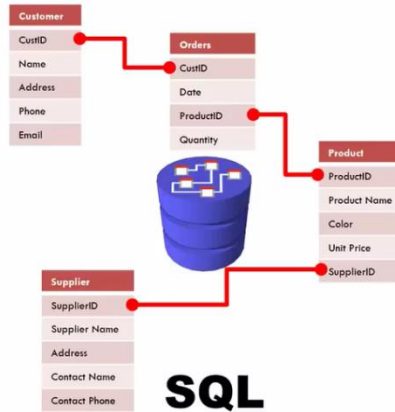 Customer
CustID
Name
Address
Phone
Email
Orders
CustID
Date
ProductID
Quantity
Product
ProductID
Product Name
Color
Unit Price
SupplierID
Supplier
SupplierID
Supplier Name
Address
Contact Name
Contact Phone
SQL